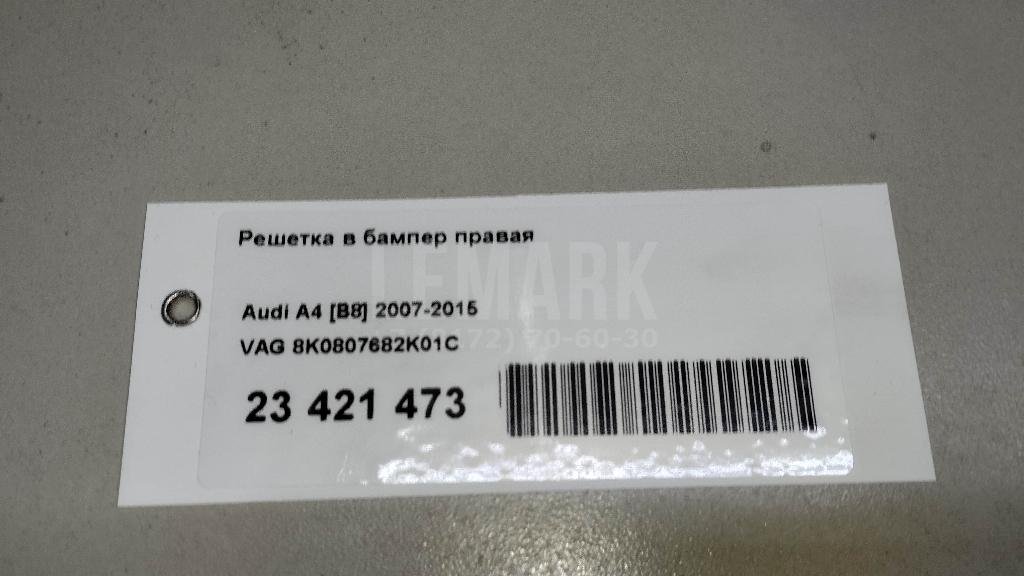 Решетка в бампер правая
LEMARK
Audi A4 [B8] 2007-2015
VAG 8K0807682K01C
23 421 473